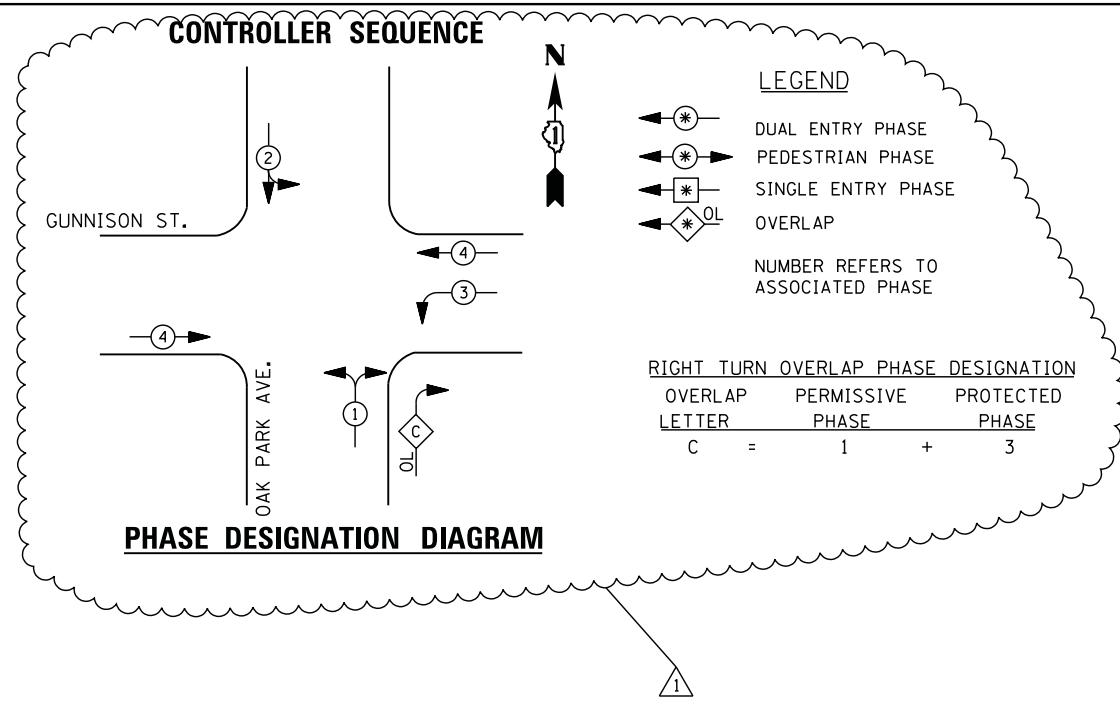 CONTROLLER SEQUENCE
N
1
LEGEND
* DUAL ENTRY PHASE
* PEDESTRIAN PHASE
* SINGLE ENTRY PHASE
* OL OVERLAP
NUMBER REFERS TO
ASSOCIATED PHASE
2
GUNNISON ST.
4
3
4
OAK PARK AVE.
1
C
OL
RIGHT TURN OVERLAP PHASE DESIGNATION
OVERLAP PERMISSIVE PROTECTED
LETTER PHASE PHASE
C = 1 + 3
PHASE DESIGNATION DIAGRAM
1